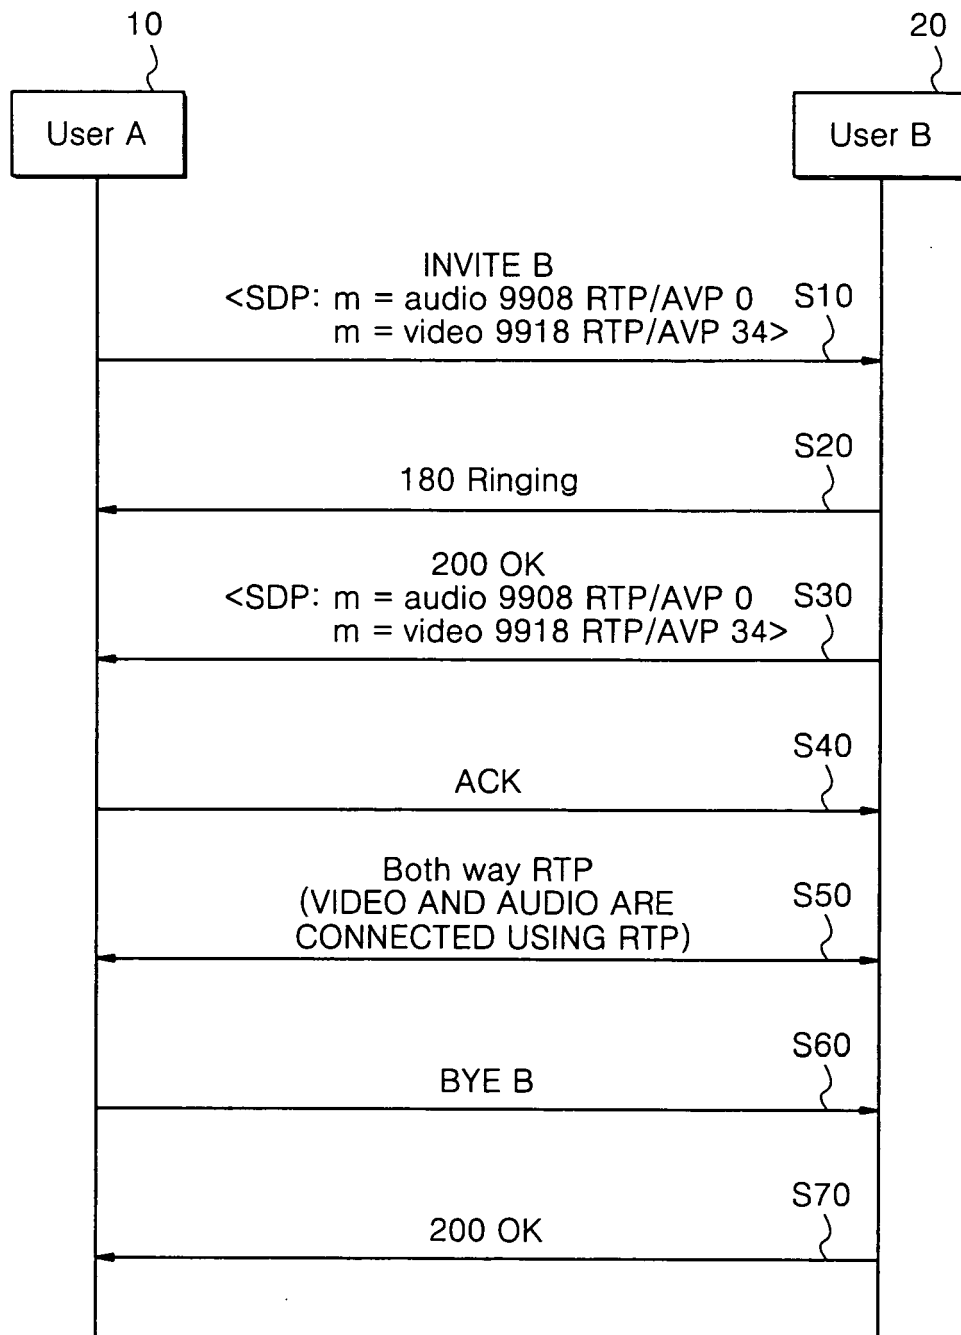 10
20
User A
User B
INVITE B
<SDP: m = audio 9908 RTP/AVP 0
m = video 9918 RTP/AVP 34>
S10
S20
180 Ringing
200 OK
<SDP: m = audio 9908 RTP/AVP 0
m = video 9918 RTP/AVP 34>
S30
S40
ACK
Both way RTP
(VIDEO AND AUDIO ARE
CONNECTED USING RTP)
S50
S60
BYE B
S70
200 OK